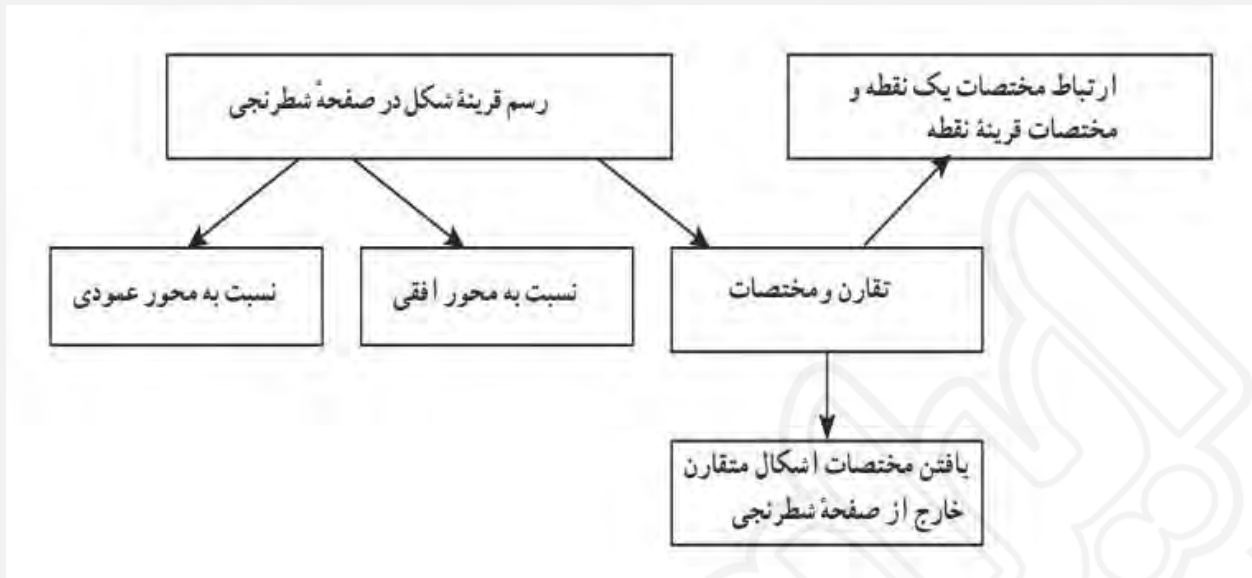 رسم قرینهٔ شکل در صفحهٔ شطرنجی
ارتباط مختصات یک نقطه و
مختصات قرینهٔ نقطه
تقارن و مختصات
نسبت به محور افقی
نسبت به محور عمودی
یافتن مختصات اشکال متقارن
خارج از صفحهٔ شطرنجی